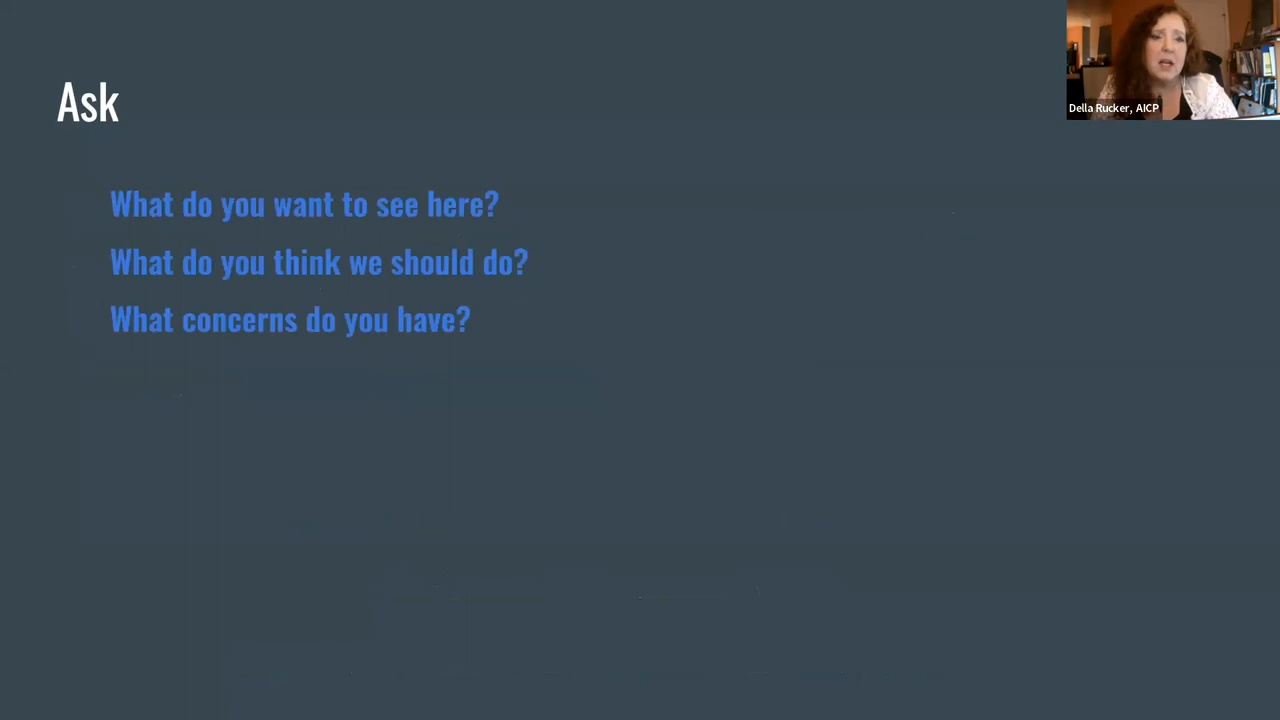 Ask
What do you want to see here?
What do you think we should do?
What concerns do you have?
Della Rucker, AICP